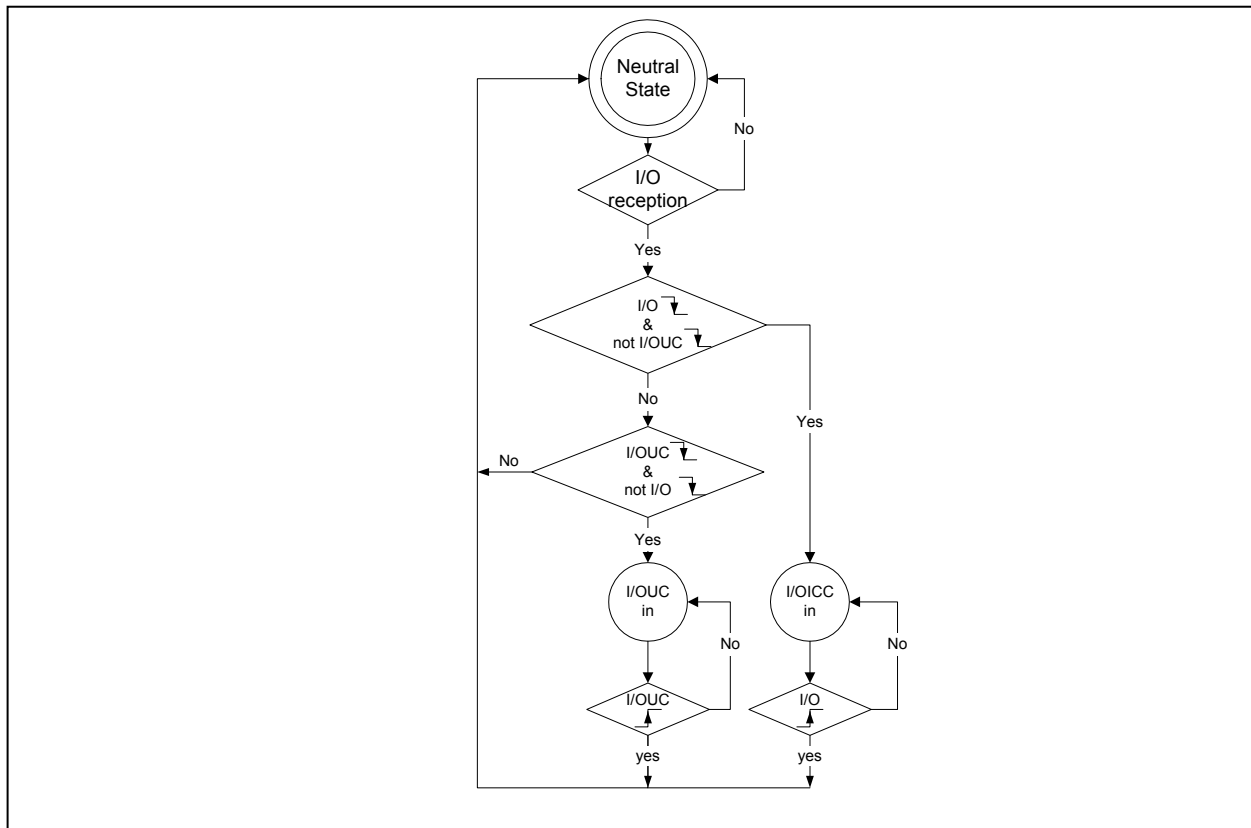 Neutral
State
No
I/O
reception
Yes
I/O
&
not I/OUC
Yes
No
I/OUC
&
not I/O
No
Yes
I/OUC
in
No
I/OUC
yes
I/OICC
in
No
I/O
yes